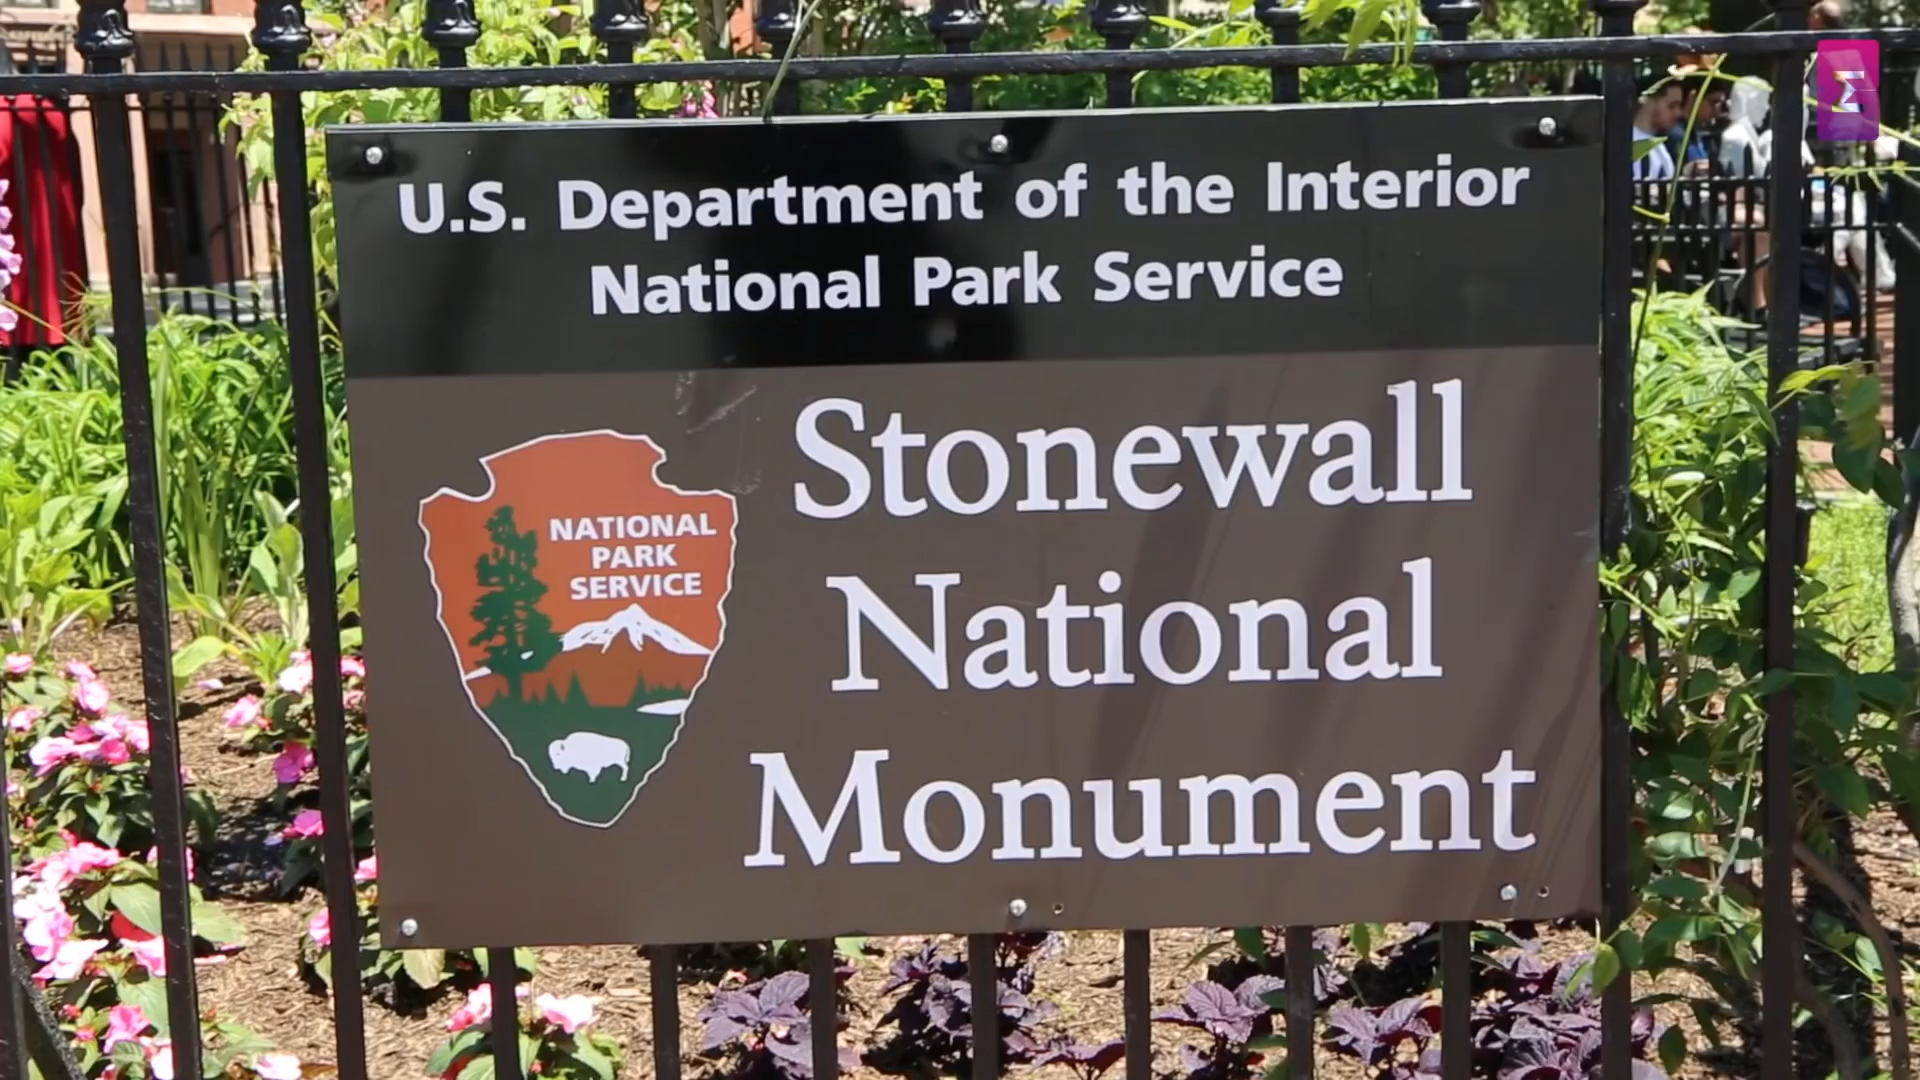 U.S. Department of the Interior
National Park Service
NATIONAL
PARK
SERVICE
Stonewall
National
Monument